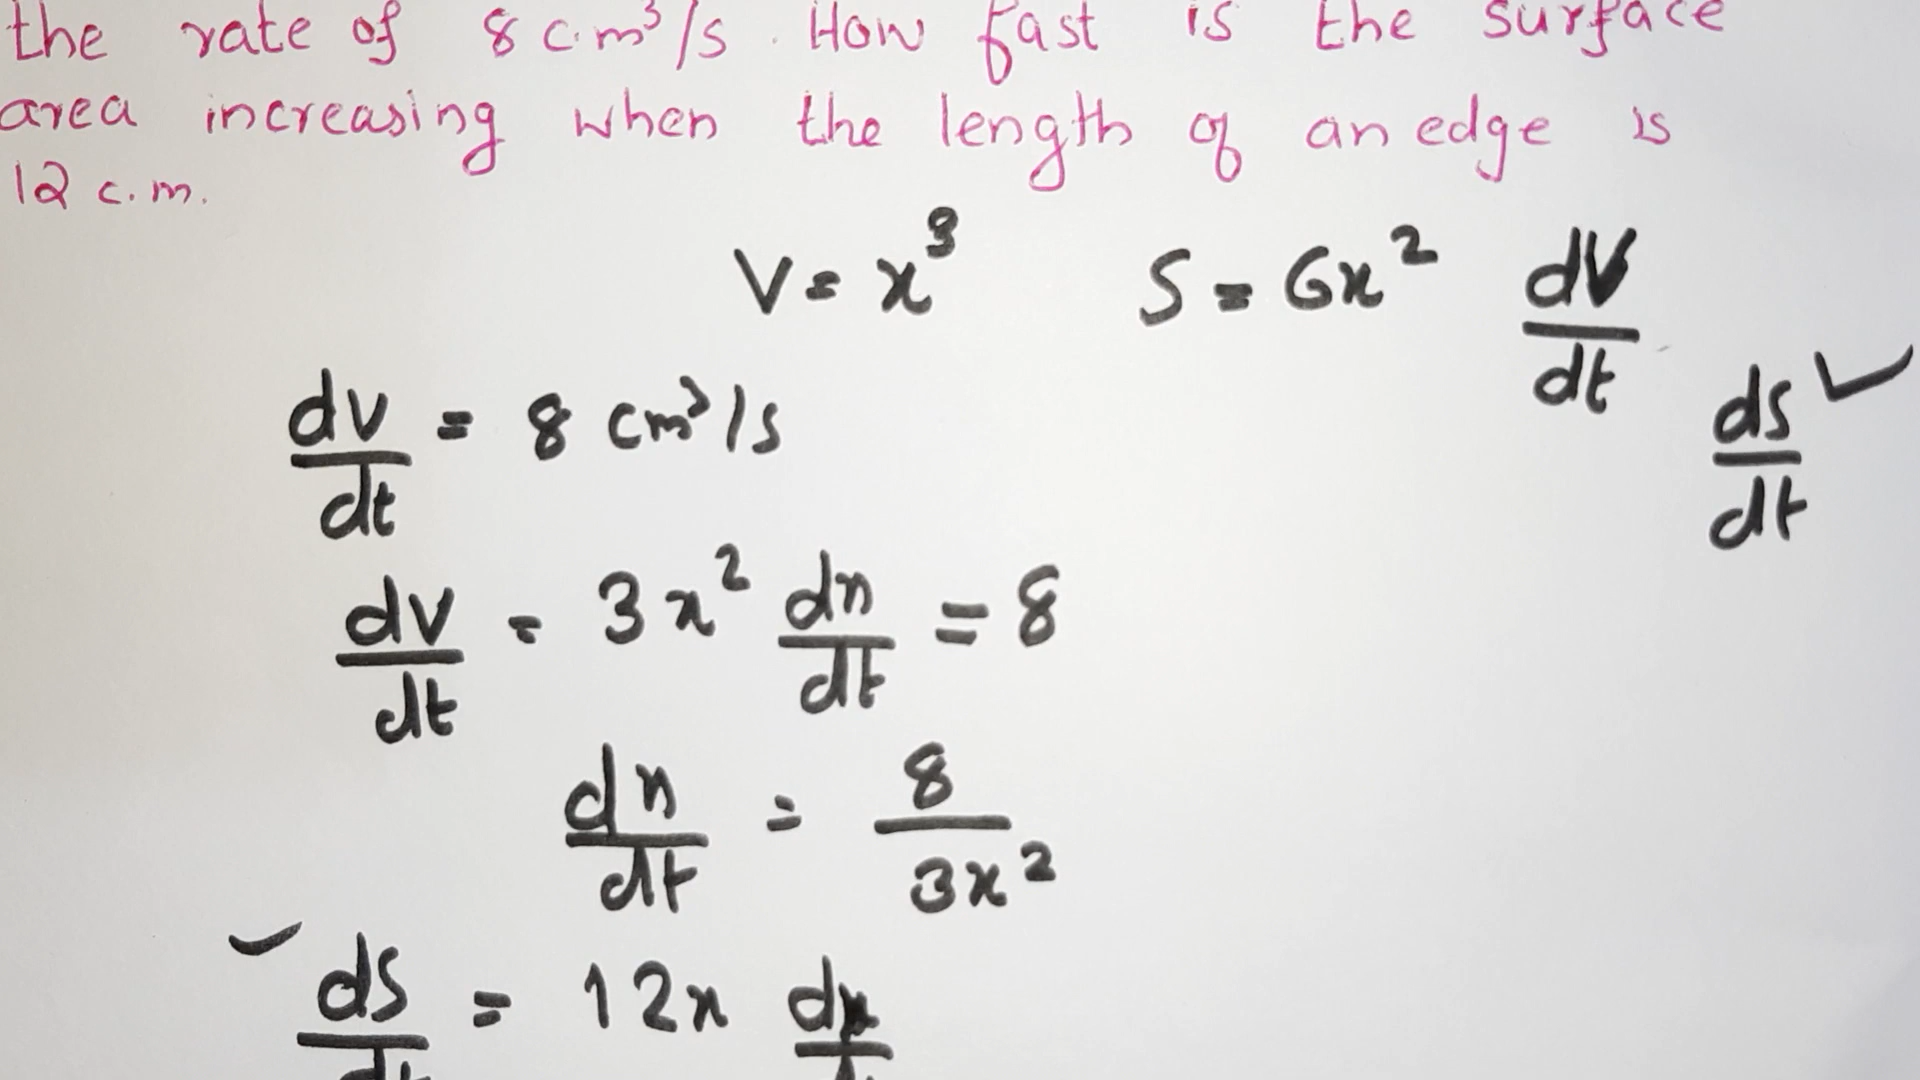 the rate of 8 c.m³/s. How fast is the surface
area increasing when the length of an edge is
12 c.m.
V = x³ S = 6x² dV/dt
dv/dt = 8 cm³/s ds/dt ✓
dv/dt = 3x² dx/dt = 8
dx/dt = 8/3x²
✓ ds/dt = 12x dx/dt